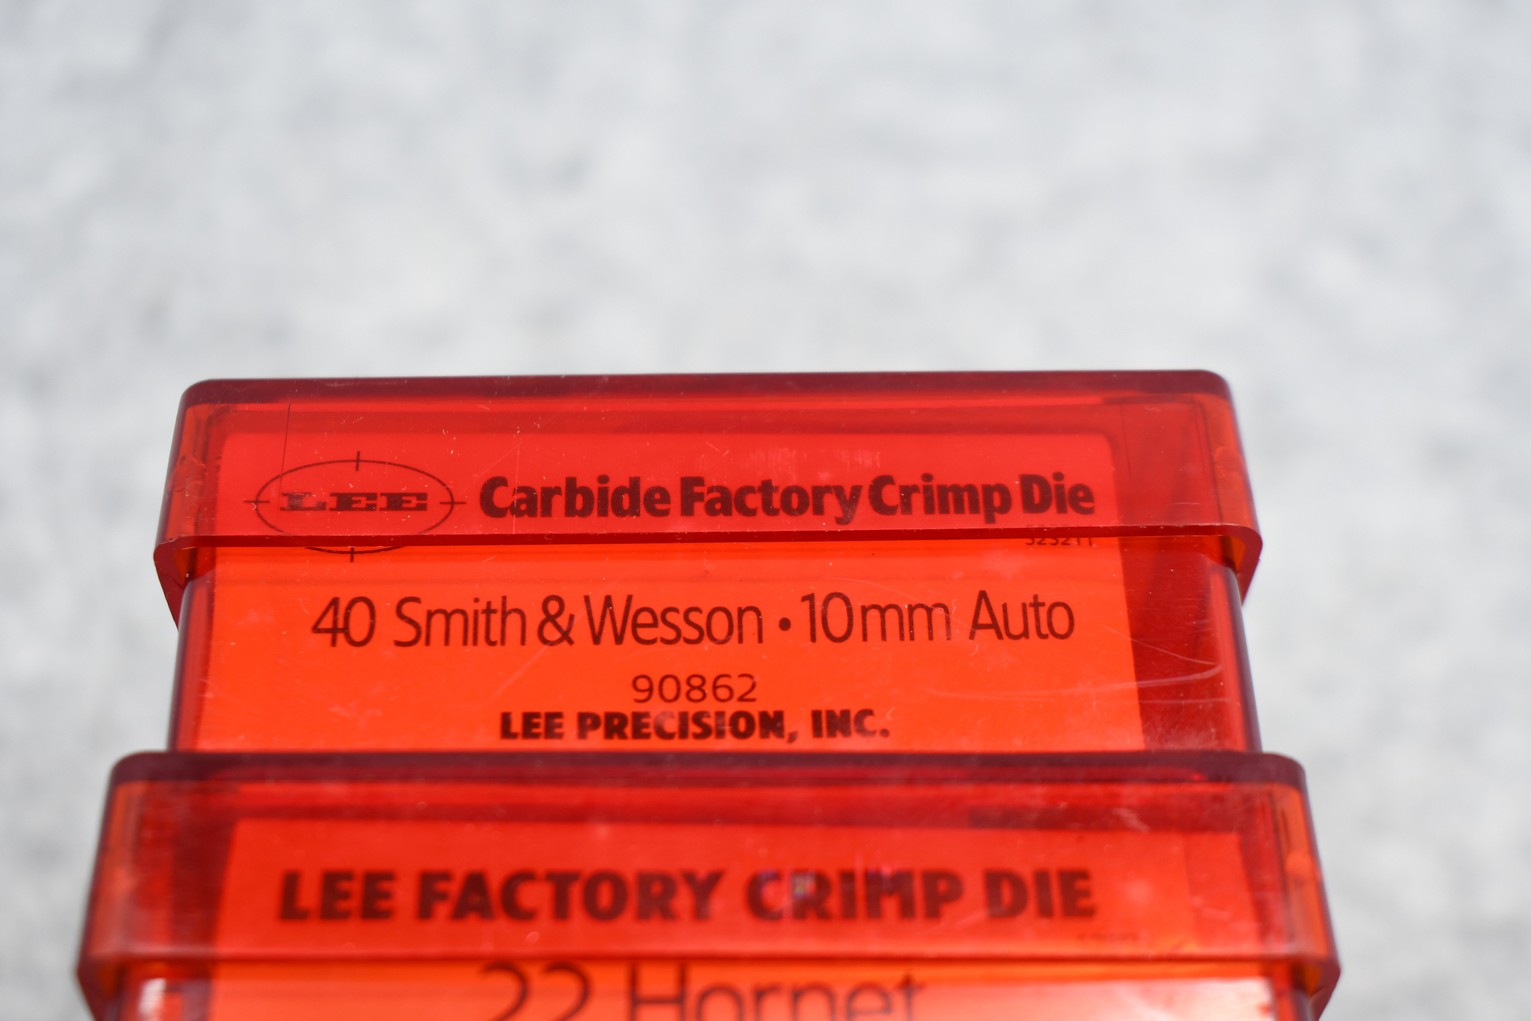 LEE Carbide Factory Crimp Die
40 Smith & Wesson • 10mm Auto
90862
LEE PRECISION, INC.
LEE FACTORY CRIMP DIE
22 Hornet